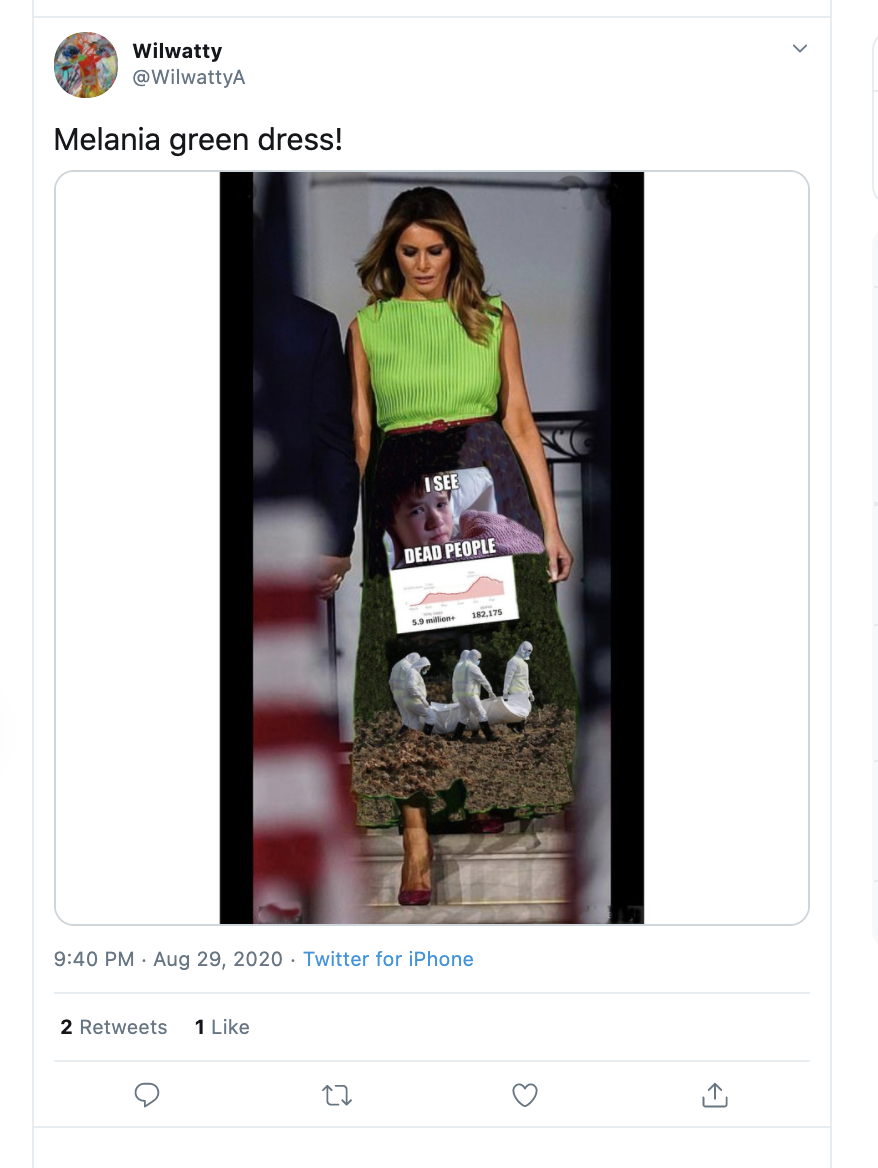 Wilwatty
@WilwattyA
Melania green dress!
I SEE
DEAD PEOPLE
5.9 million+
182,175
9:40 PM · Aug 29, 2020 · Twitter for iPhone
2 Retweets 1 Like